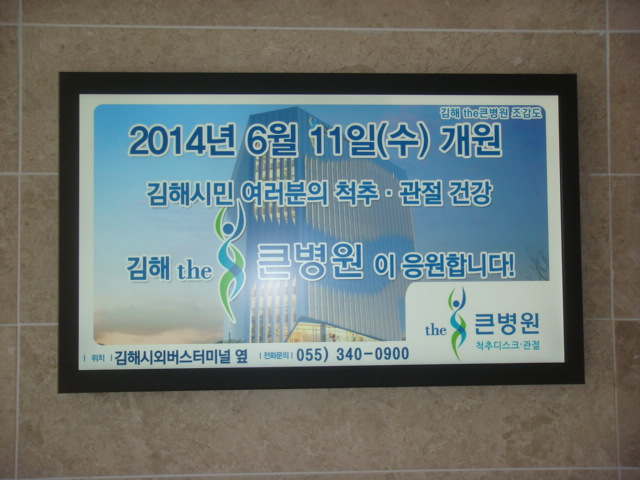 김해 the큰병원 조감도
2014년 6월 11일(수) 개원
김해시민 여러분의 척추·관절 건강
김해 the 큰병원 이 응원합니다!
the 큰병원
척추디스크·관절
| 위치 | 김해시외버스터미널 옆 | 전화문의 | 055) 340-0900